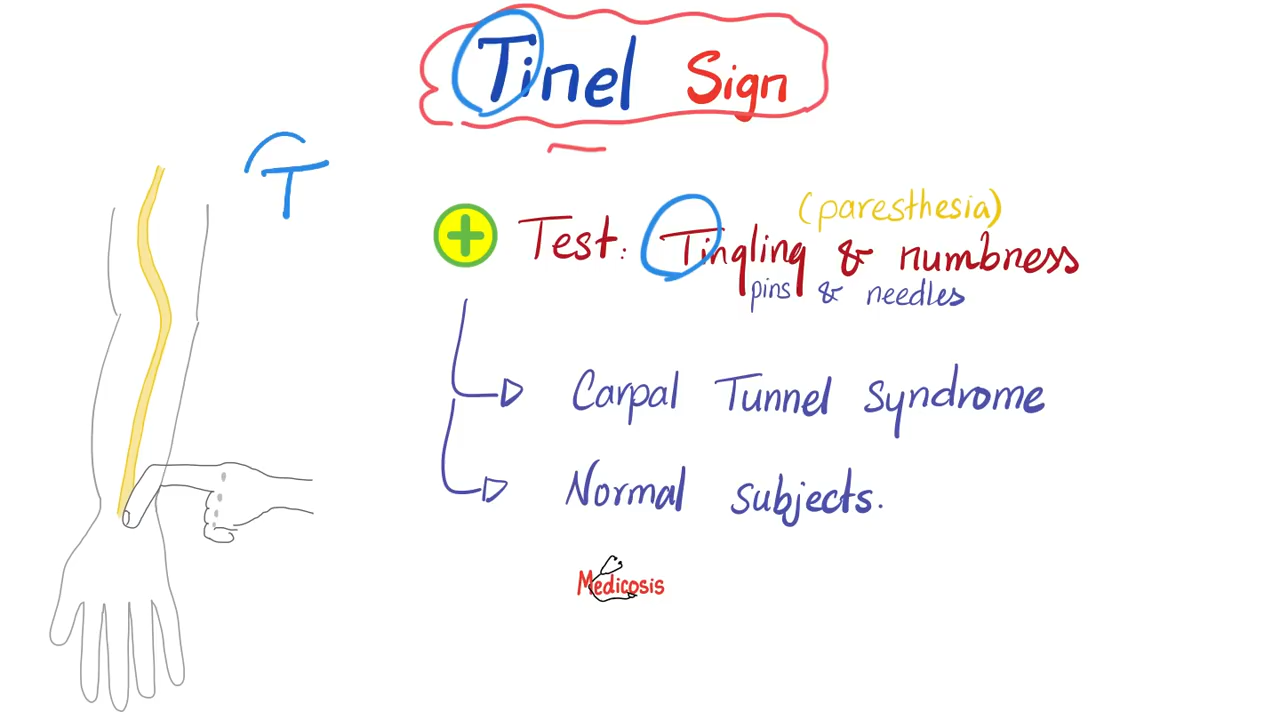 Tinel Sign
T
(paresthesia)
+ Test: Tingling & numbness
pins & needles
Carpal Tunnel Syndrome
Normal subjects.
Medicosis